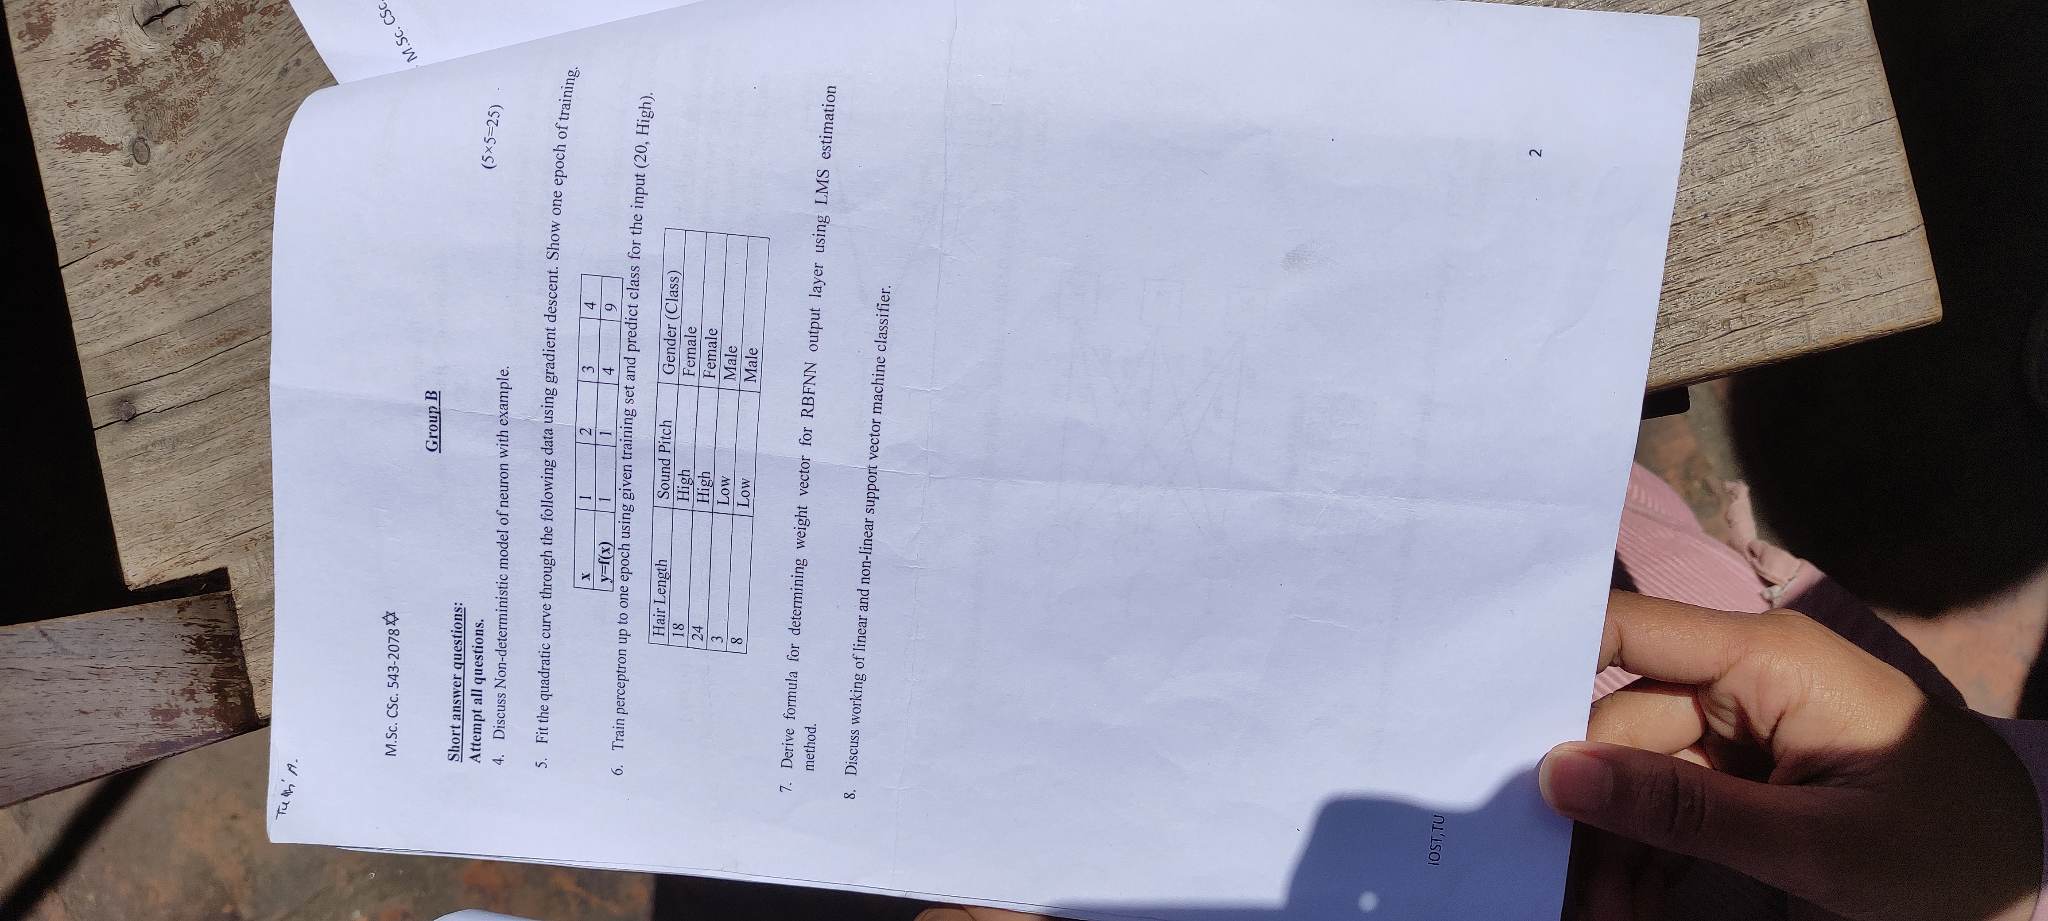 M.Sc. CSc.
M.Sc. CSc. 543-2078✡
Group B
Short answer questions:
Attempt all questions. (5×5=25)
4. Discuss Non-deterministic model of neuron with example.
5. Fit the quadratic curve through the following data using gradient descent. Show one epoch of training.
x 1 2 3 4
y=f(x) 1 1 4 9
6. Train perceptron up to one epoch using given training set and predict class for the input (20, High).
Hair Length Sound Pitch Gender (Class)
18 High Female
24 High Female
3 Low Male
8 Low Male
7. Derive formula for determining weight vector for RBFNN output layer using LMS estimation
method.
8. Discuss working of linear and non-linear support vector machine classifier.
IOST,TU 2